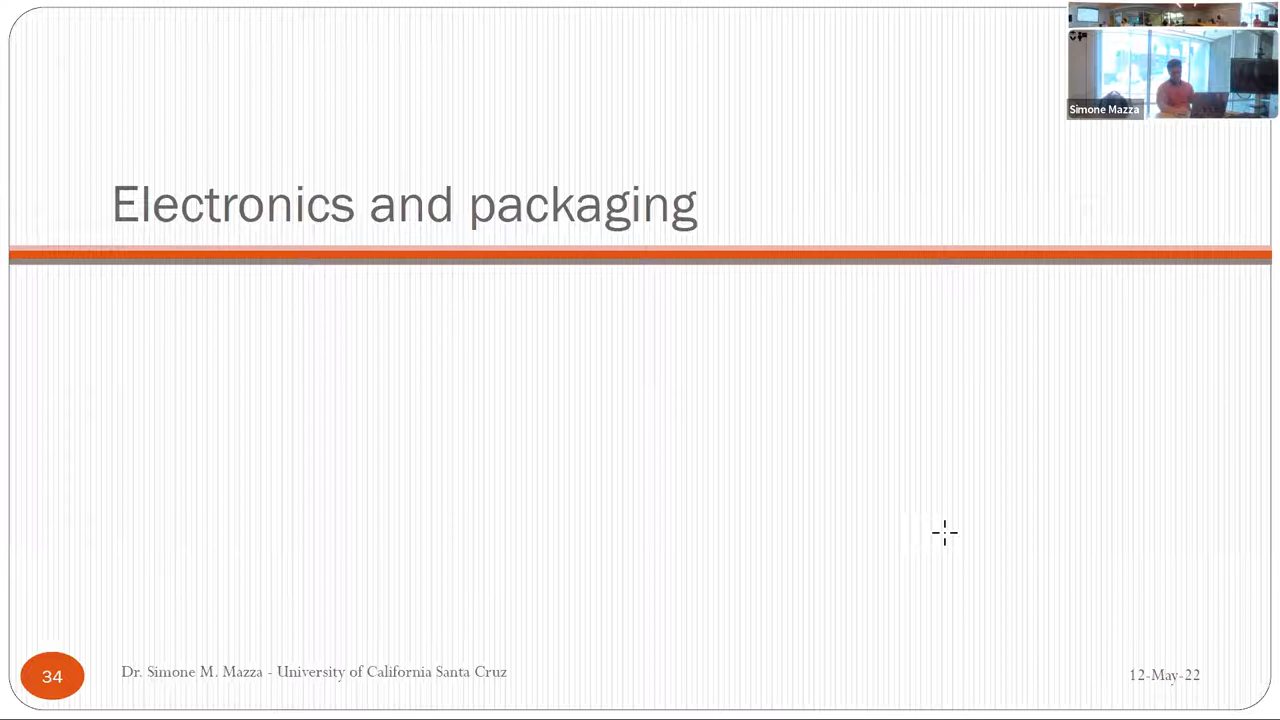 Simone Mazza
Electronics and packaging
34
Dr. Simone M. Mazza - University of California Santa Cruz
12-May-22